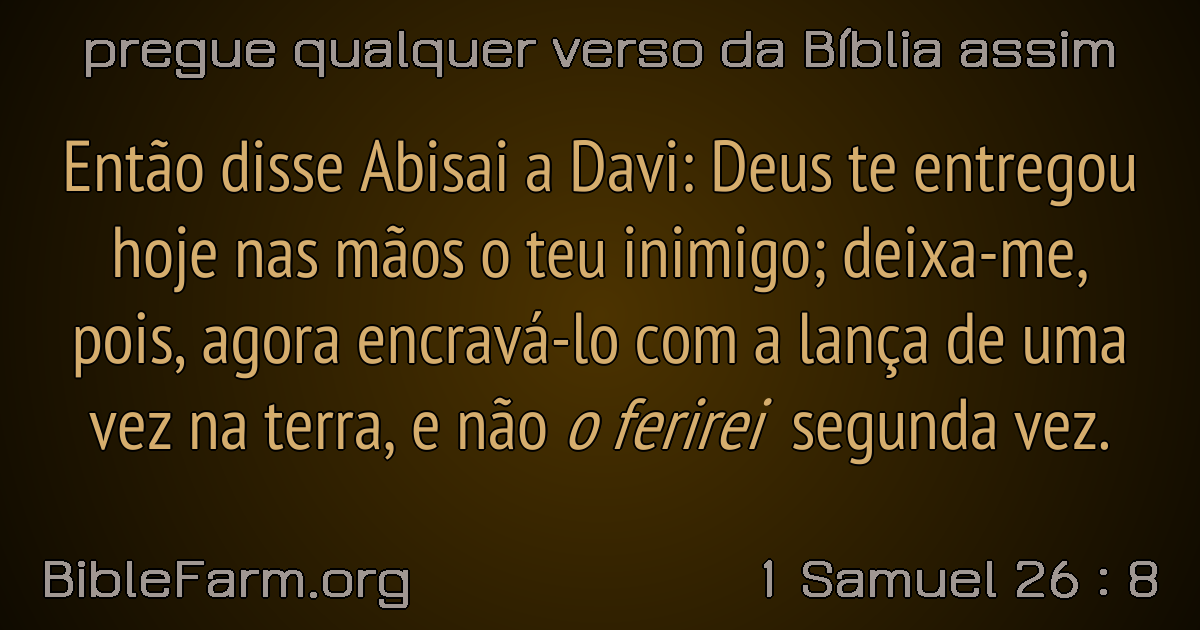 pregue qualquer verso da Bíblia assim
Então disse Abisai a Davi: Deus te entregou
hoje nas mãos o teu inimigo; deixa-me,
pois, agora encravá-lo com a lança de uma
vez na terra, e não o ferirei segunda vez.
BibleFarm.org
1 Samuel 26 : 8